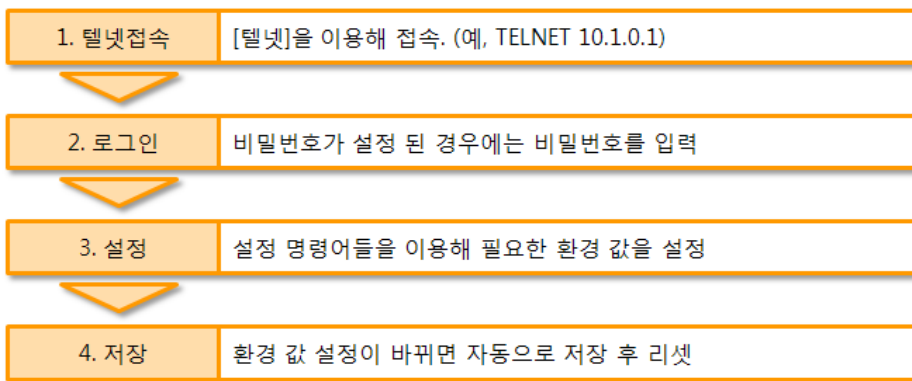 1. 텔넷접속
[텔넷]을 이용해 접속. (예, TELNET 10.1.0.1)
2. 로그인
비밀번호가 설정 된 경우에는 비밀번호를 입력
3. 설정
설정 명령어들을 이용해 필요한 환경 값을 설정
4. 저장
환경 값 설정이 바뀌면 자동으로 저장 후 리셋